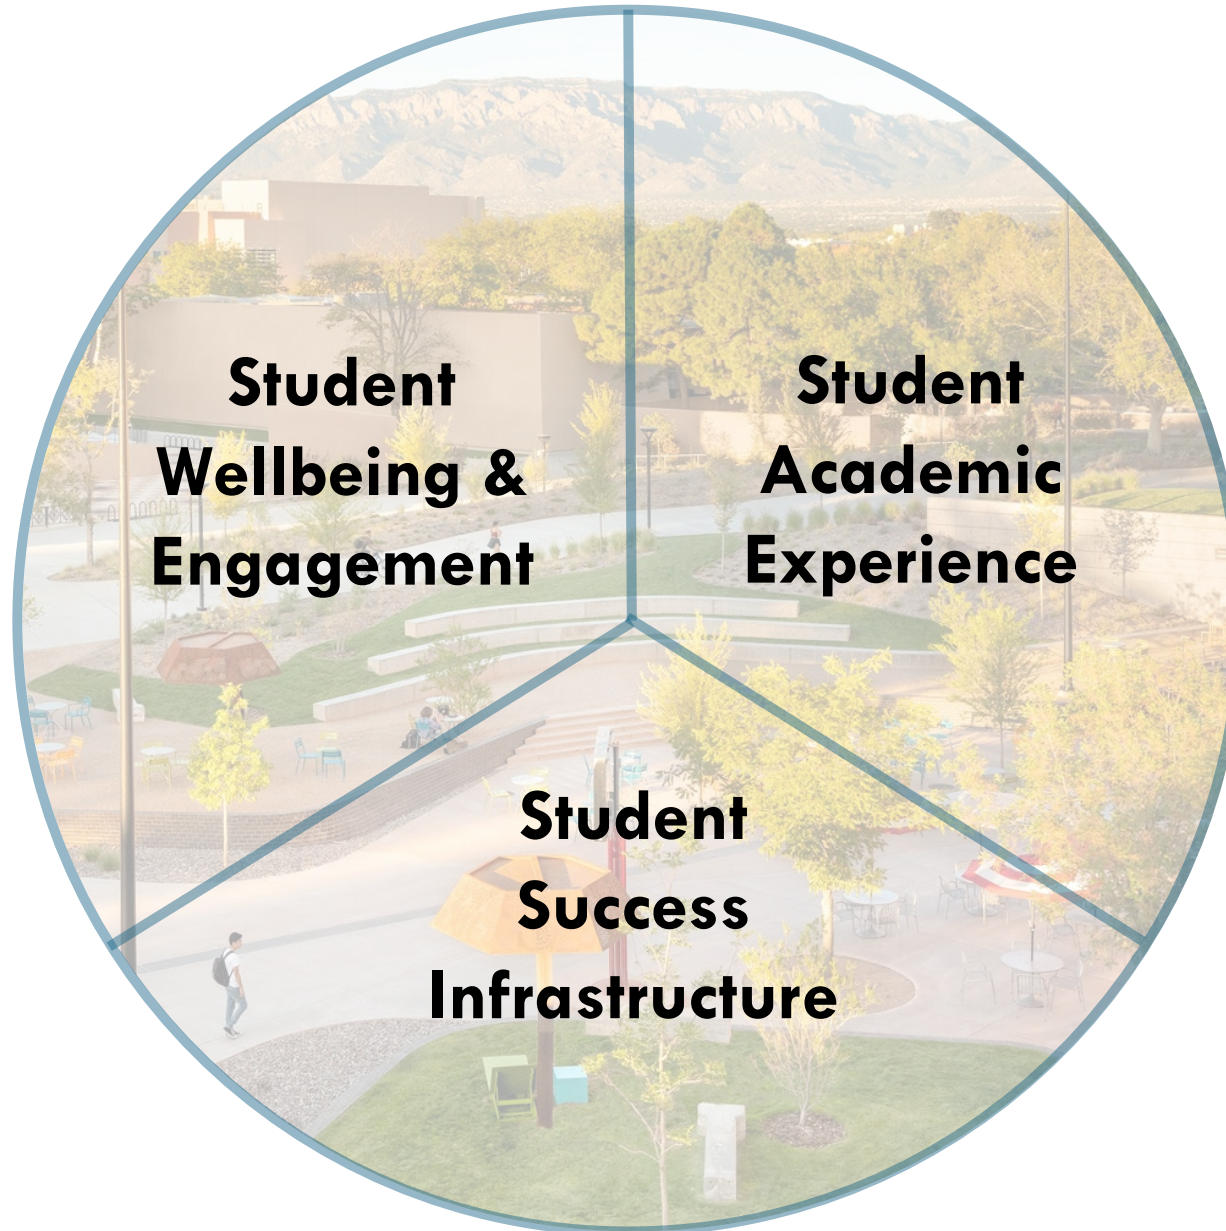 Student
Wellbeing &
Engagement
Student
Academic
Experience
Student
Success
Infrastructure